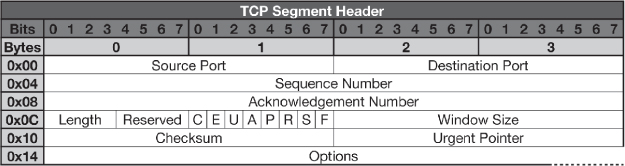 TCP Segment Header
Bits 0 1 2 3 4 5 6 7 0 1 2 3 4 5 6 7 0 1 2 3 4 5 6 7 0 1 2 3 4 5 6 7
Bytes 0 1 2 3
0x00 Source Port Destination Port
0x04 Sequence Number
0x08 Acknowledgement Number
0x0C Length Reserved C E U A P R S F Window Size
0x10 Checksum Urgent Pointer
0x14 Options